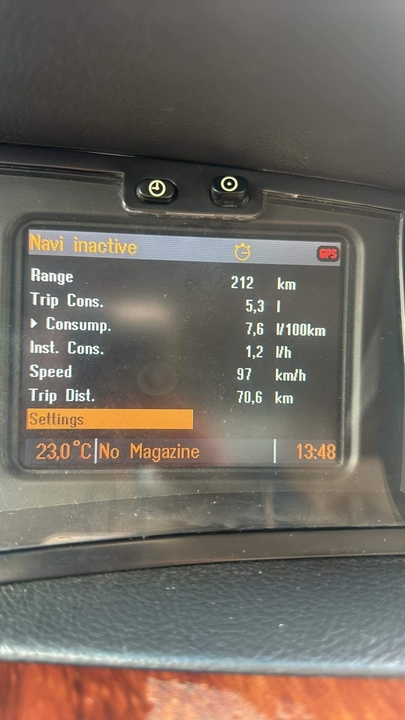 Navi inactive GPS
Range 212 km
Trip Cons. 5,3 l
Consump. 7,6 l/100km
Inst. Cons. 1,2 l/h
Speed 97 km/h
Trip Dist. 70,6 km
Settings
23,0°C No Magazine 13:48